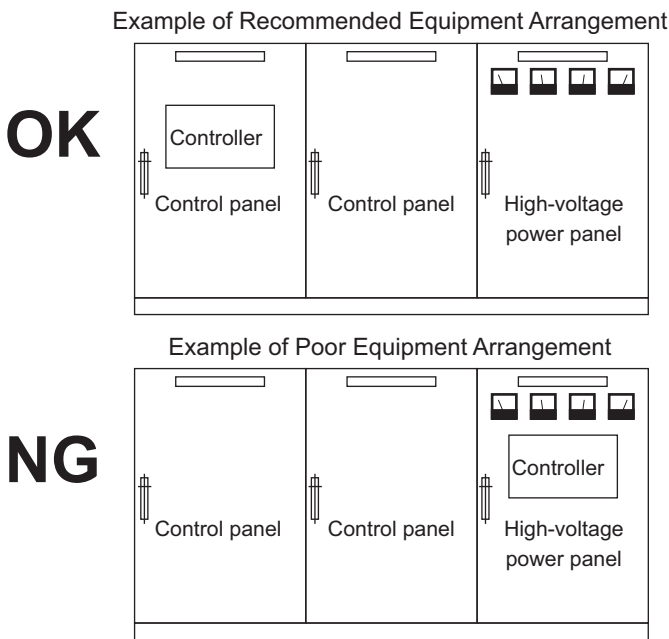 Example of Recommended Equipment Arrangement
OK
Controller
Control panel
Control panel
High-voltage
power panel
Example of Poor Equipment Arrangement
NG
Controller
Control panel
Control panel
High-voltage
power panel